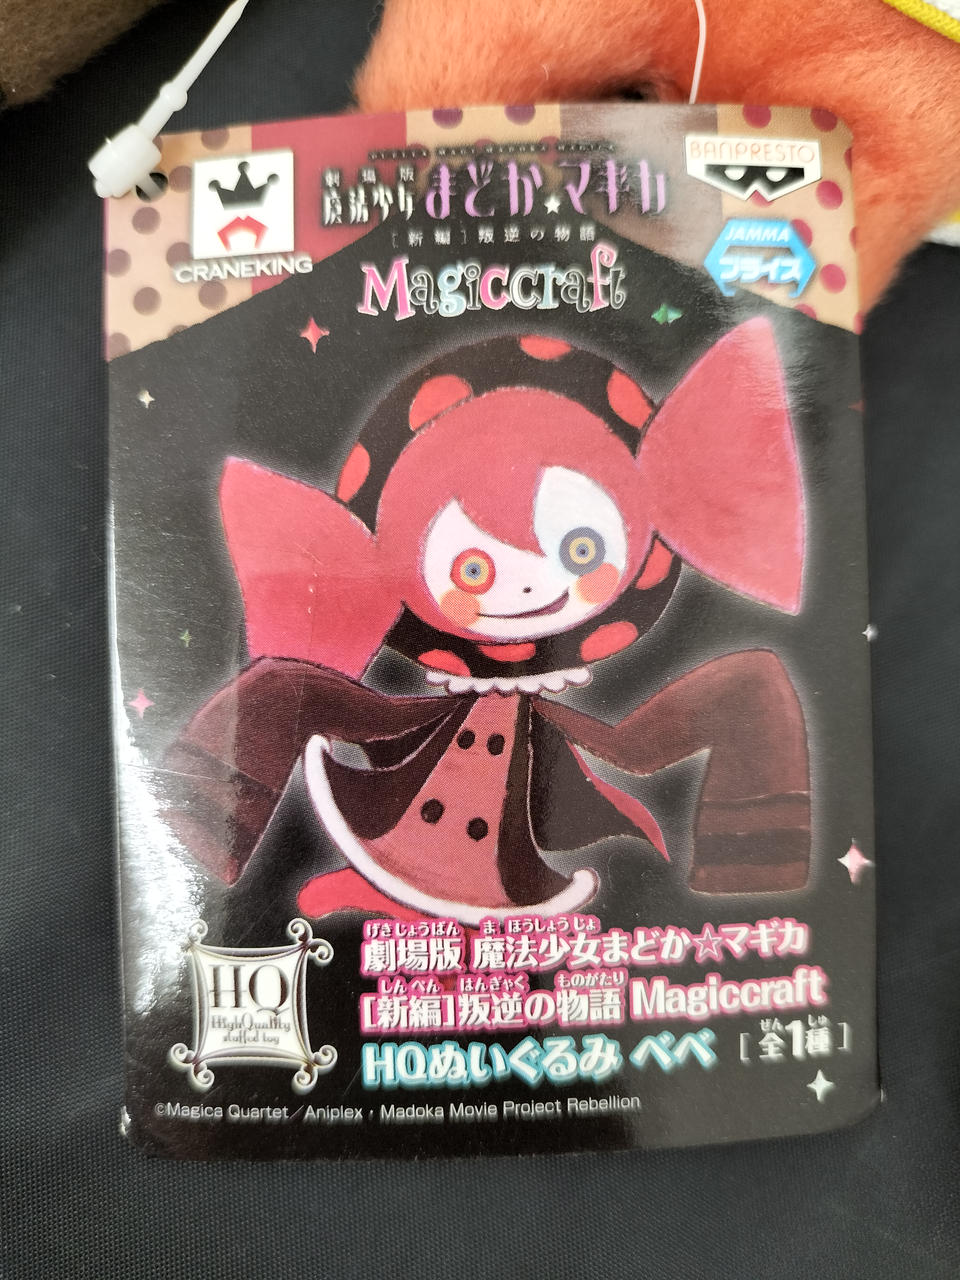 CRANEKING
劇場版
魔法少女まどか★マギカ
[新編]叛逆の物語
Magiccraft
BANPRESTO
JAMMA
プライズ
げきじょうばん ま ほうしょうじょ
劇場版 魔法少女まどか☆マギカ
しんぺん はんぎゃく ものがたり
[新編]叛逆の物語 Magiccraft
HQぬいぐるみ べべ
ぜん しゅ
[全1種]
HQ
HighQuality
stuffed toy
©Magica Quartet／Aniplex・Madoka Movie Project Rebellion